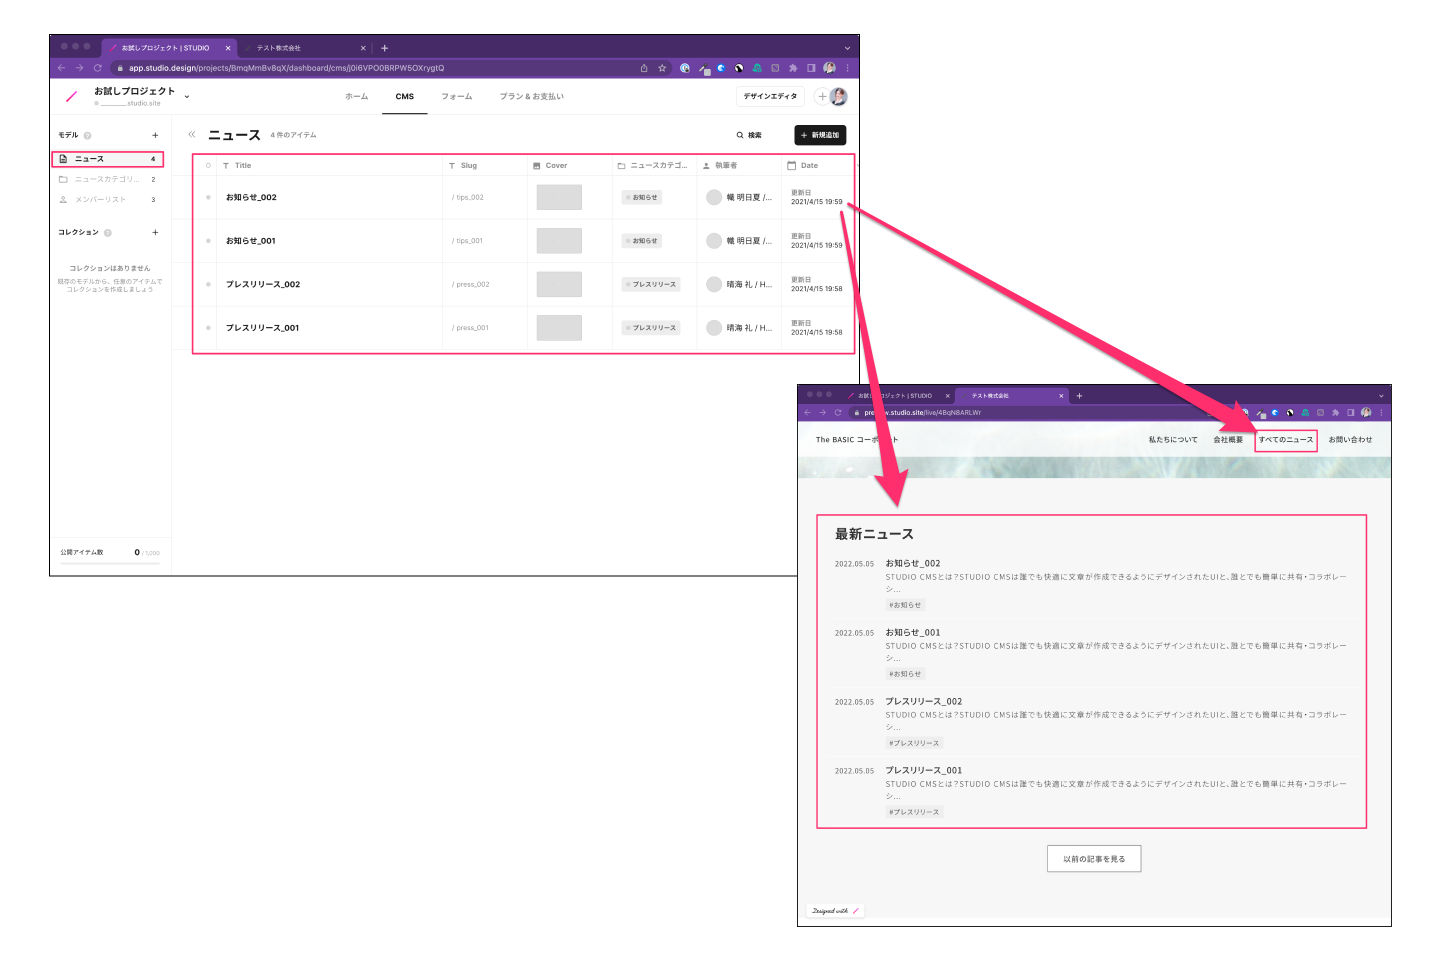 お試しプロジェクト | STUDIO
テスト株式会社
app.studio.design/projects/BmqMmBv8qX/dashboard/cms/j0i6VPO0BRPW5OXrygtQ
お試しプロジェクト
.studio.site
ホーム
CMS
フォーム
プラン & お支払い
デザインエディタ
モデル
ニュース 4
ニュースカテゴリ... 2
メンバーリスト 3
コレクション
コレクションはありません
既存のモデルから、任意のアイテムで
コレクションを作成しましょう
公開アイテム数 0 / 1,000
ニュース 4 件のアイテム
検索
+ 新規追加
Title Slug Cover ニュースカテゴ... 執筆者 Date
お知らせ_002 / tips_002 お知らせ 幟 明日夏 /... 更新日
2021/4/15 19:59
お知らせ_001 / tips_001 お知らせ 幟 明日夏 /... 更新日
2021/4/15 19:59
プレスリリース_002 / press_002 プレスリリース 晴海 礼 / H... 更新日
2021/4/15 19:58
プレスリリース_001 / press_001 プレスリリース 晴海 礼 / H... 更新日
2021/4/15 19:58
テスト株式会社
studio.site/live/4BqN8ARLWr
The BASIC
私たちについて
会社概要
すべてのニュース
お問い合わせ
最新ニュース
2022.05.05 お知らせ_002
STUDIO CMSとは？STUDIO CMSは誰でも快適に文章が作成できるようにデザインされたUIと、誰とでも簡単に共有・コラボレー
シ...
#お知らせ
2022.05.05 お知らせ_001
STUDIO CMSとは？STUDIO CMSは誰でも快適に文章が作成できるようにデザインされたUIと、誰とでも簡単に共有・コラボレー
シ...
#お知らせ
2022.05.05 プレスリリース_002
STUDIO CMSとは？STUDIO CMSは誰でも快適に文章が作成できるようにデザインされたUIと、誰とでも簡単に共有・コラボレー
シ...
#プレスリリース
2022.05.05 プレスリリース_001
STUDIO CMSとは？STUDIO CMSは誰でも快適に文章が作成できるようにデザインされたUIと、誰とでも簡単に共有・コラボレー
シ...
#プレスリリース
以前の記事を見る
Designed with